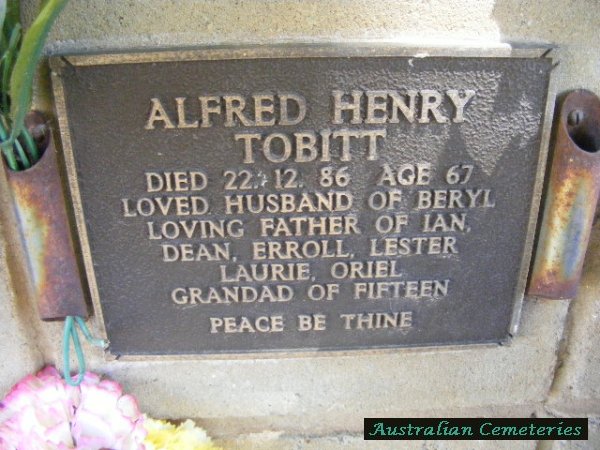 ALFRED HENRY
TOBITT
DIED 22. 12. 86 AGE 67
LOVED HUSBAND OF BERYL
LOVING FATHER OF IAN,
DEAN, ERROLL, LESTER
LAURIE, ORIEL
GRANDAD OF FIFTEEN
PEACE BE THINE
Australian Cemeteries